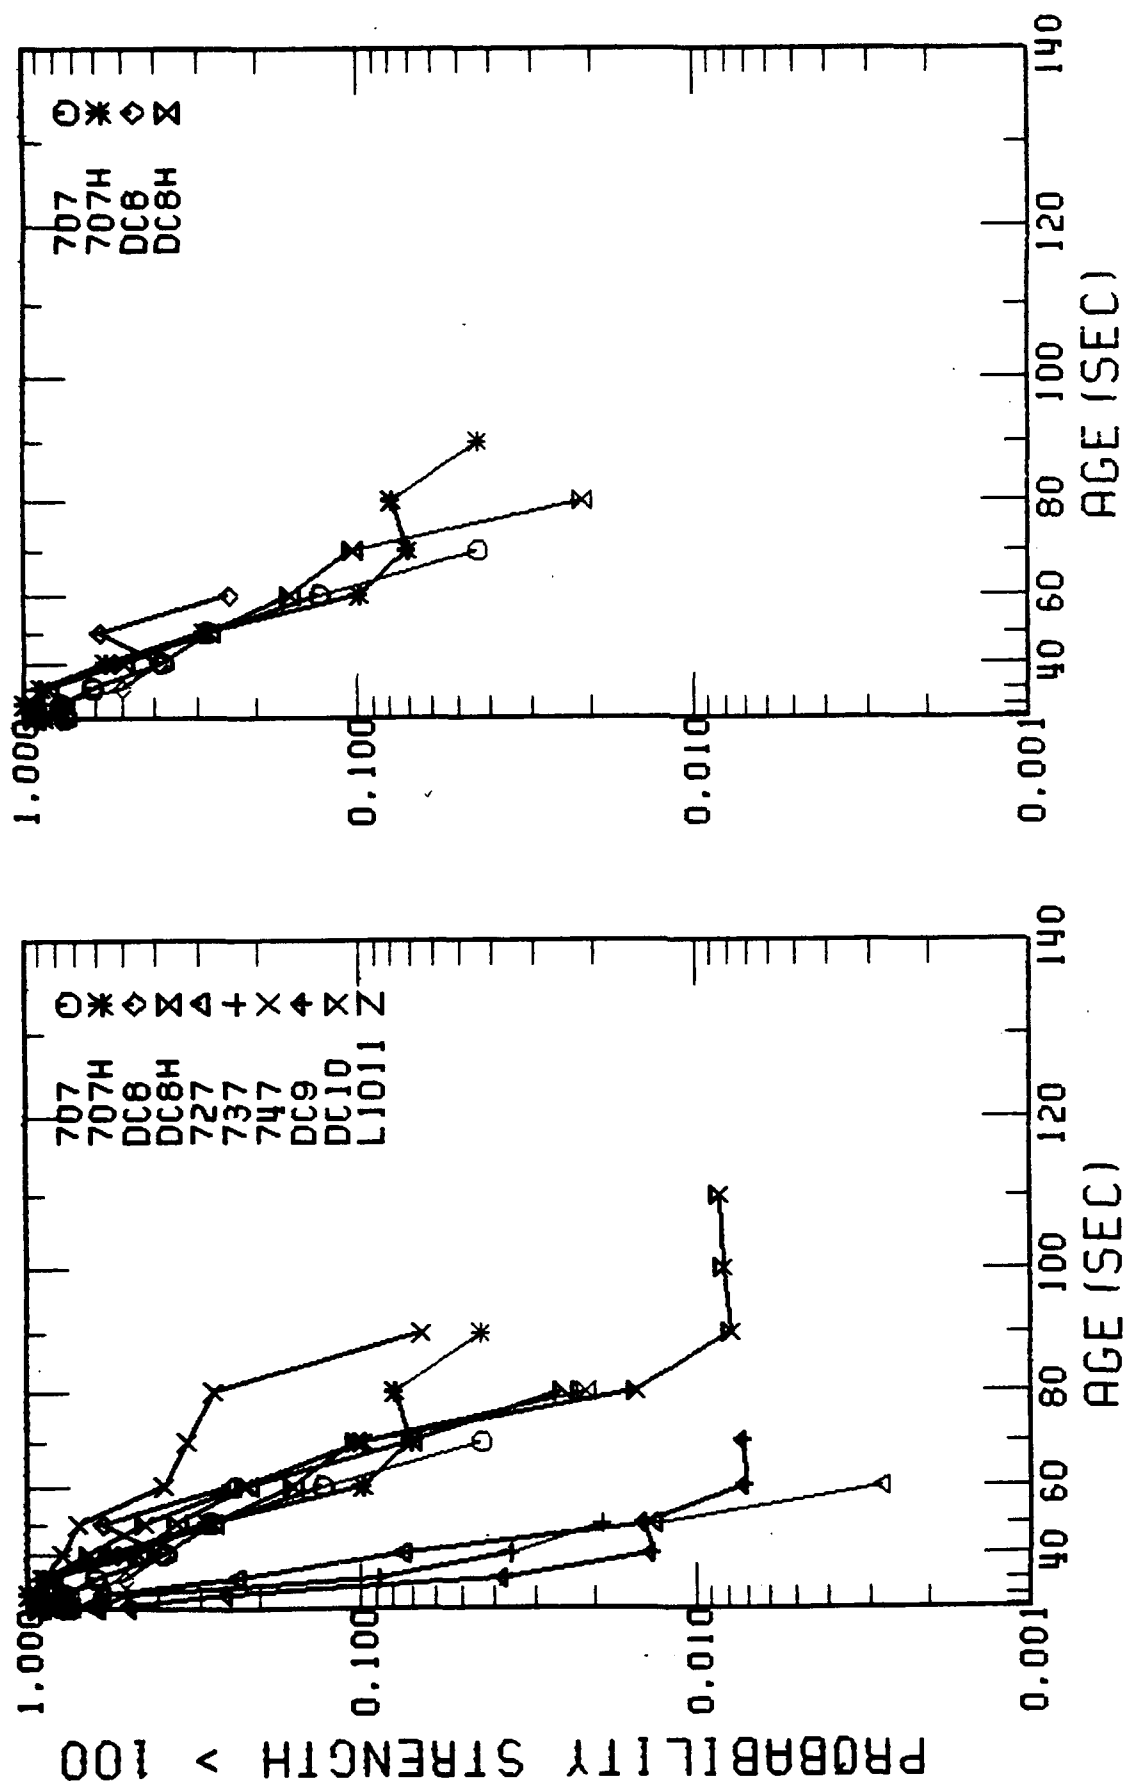 PROBABILITY STRENGTH > 100
1.000
0.100
0.010
0.001
707
707H
DC8
DC8H
727
737
747
DC9
DC10
L1011
40 60 80 100 120 140
AGE (SEC)
1.000
0.100
0.010
0.001
707
707H
DC8
DC8H
40 60 80 100 120 140
AGE (SEC)